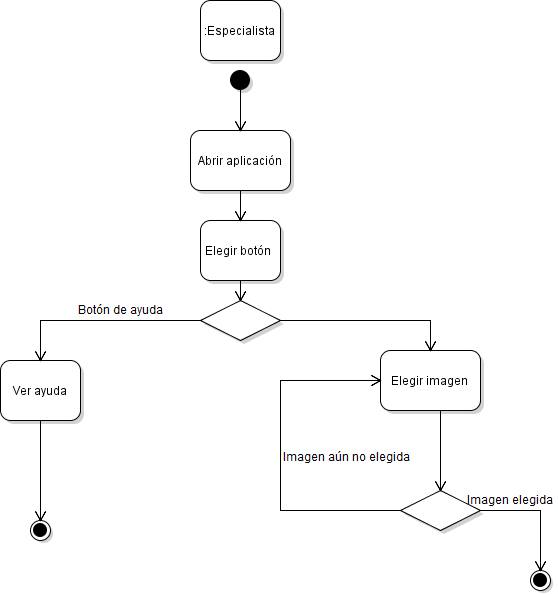 :Especialista
Abrir aplicación
Elegir botón
Botón de ayuda
Ver ayuda
Elegir imagen
Imagen aún no elegida
Imagen elegida